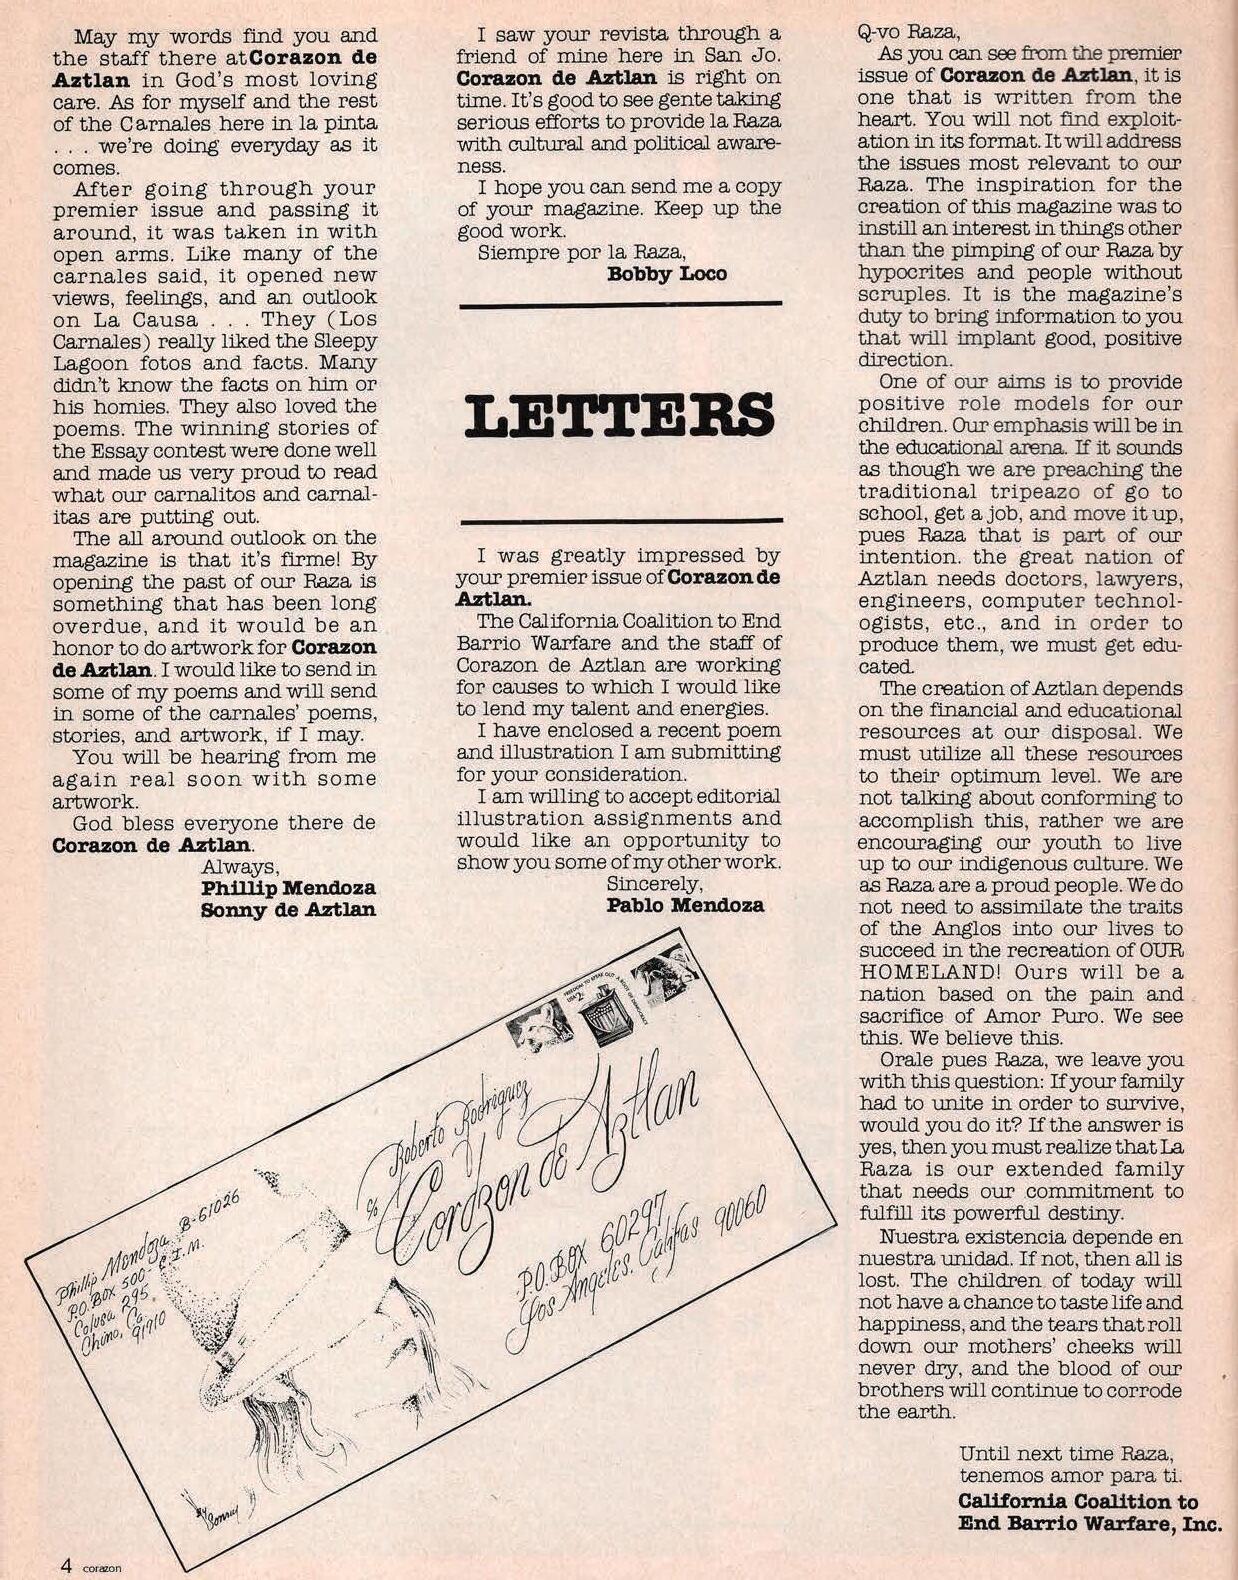 May my words find you and
the staff there at Corazon de
Aztlan in God's most loving
care. As for myself and the rest
of the Carnales here in la pinta
. . . we're doing everyday as it
comes.
After going through your
premier issue and passing it
around, it was taken in with
open arms. Like many of the
carnales said, it opened new
views, feelings, and an outlook
on La Causa . . . They (Los
Carnales) really liked the Sleepy
Lagoon fotos and facts. Many
didn't know the facts on him or
his homies. They also loved the
poems. The winning stories of
the Essay contest were done well
and made us very proud to read
what our carnalitos and carnal-
itas are putting out.
The all around outlook on the
magazine is that it's firme! By
opening the past of our Raza is
something that has been long
overdue, and it would be an
honor to do artwork for Corazon
de Aztlan. I would like to send in
some of my poems and will send
in some of the carnales' poems,
stories, and artwork, if I may.
You will be hearing from me
again real soon with some
artwork.
God bless everyone there de
Corazon de Aztlan.
Always,
Phillip Mendoza
Sonny de Aztlan
I saw your revista through a
friend of mine here in San Jo.
Corazon de Aztlan is right on
time. It's good to see gente taking
serious efforts to provide la Raza
with cultural and political aware-
ness.
I hope you can send me a copy
of your magazine. Keep up the
good work.
Siempre por la Raza,
Bobby Loco
LETTERS
I was greatly impressed by
your premier issue of Corazon de
Aztlan.
The California Coalition to End
Barrio Warfare and the staff of
Corazon de Aztlan are working
for causes to which I would like
to lend my talent and energies.
I have enclosed a recent poem
and illustration I am submitting
for your consideration.
I am willing to accept editorial
illustration assignments and
would like an opportunity to
show you some of my other work.
Sincerely,
Pablo Mendoza
Q-vo Raza,
As you can see from the premier
issue of Corazon de Aztlan, it is
one that is written from the
heart. You will not find exploit-
ation in its format. It will address
the issues most relevant to our
Raza. The inspiration for the
creation of this magazine was to
instill an interest in things other
than the pimping of our Raza by
hypocrites and people without
scruples. It is the magazine's
duty to bring information to you
that will implant good, positive
direction.
One of our aims is to provide
positive role models for our
children. Our emphasis will be in
the educational arena. If it sounds
as though we are preaching the
traditional tripeazo of go to
school, get a job, and move it up,
pues Raza that is part of our
intention. the great nation of
Aztlan needs doctors, lawyers,
engineers, computer technol-
ogists, etc., and in order to
produce them, we must get edu-
cated.
The creation of Aztlan depends
on the financial and educational
resources at our disposal. We
must utilize all these resources
to their optimum level. We are
not talking about conforming to
accomplish this, rather we are
encouraging our youth to live
up to our indigenous culture. We
as Raza are a proud people. We do
not need to assimilate the traits
of the Anglos into our lives to
succeed in the recreation of OUR
HOMELAND! Ours will be a
nation based on the pain and
sacrifice of Amor Puro. We see
this. We believe this.
Orale pues Raza, we leave you
with this question: If your family
had to unite in order to survive,
would you do it? If the answer is
yes, then you must realize that La
Raza is our extended family
that needs our commitment to
fulfill its powerful destiny.
Nuestra existencia depende en
nuestra unidad. If not, then all is
lost. The children of today will
not have a chance to taste life and
happiness, and the tears that roll
down our mothers' cheeks will
never dry, and the blood of our
brothers will continue to corrode
the earth.
Until next time Raza,
tenemos amor para ti.
California Coalition to
End Barrio Warfare, Inc.
Phillip Mendoza B-61026
P.O. Box 500 - C.I.M.
Colusa 295
Chino, Ca
91710
FREEDOM TO SPEAK OUT - A ROOT OF DEMOCRACY
USA 2c
% Roberto Rodriguez
Corazon de Aztlan
P.O. Box 60297
Los Angeles, Califas 90060
By Sonny
4 corazon